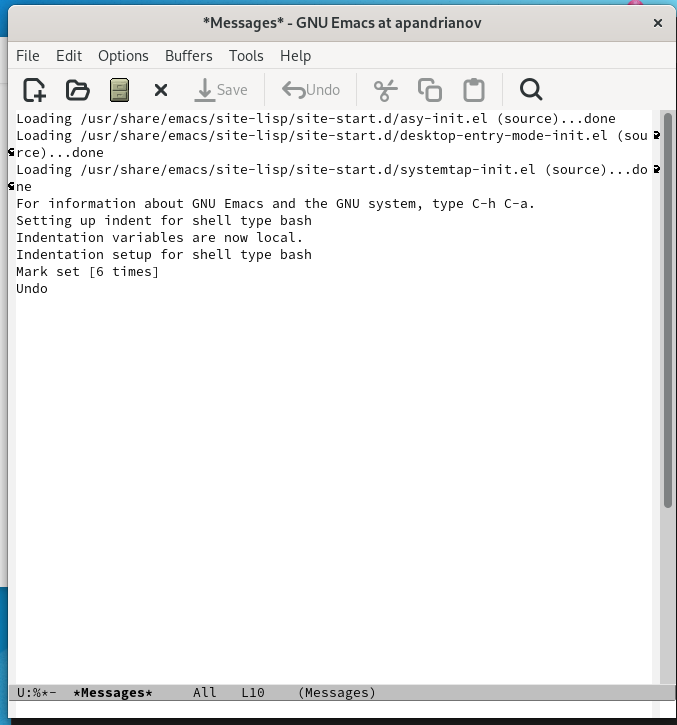 *Messages* - GNU Emacs at apandrianov
File Edit Options Buffers Tools Help
Save Undo
Loading /usr/share/emacs/site-lisp/site-start.d/asy-init.el (source)...done
Loading /usr/share/emacs/site-lisp/site-start.d/desktop-entry-mode-init.el (sou
rce)...done
Loading /usr/share/emacs/site-lisp/site-start.d/systemtap-init.el (source)...do
ne
For information about GNU Emacs and the GNU system, type C-h C-a.
Setting up indent for shell type bash
Indentation variables are now local.
Indentation setup for shell type bash
Mark set [6 times]
Undo
U:%*- *Messages* All L10 (Messages)